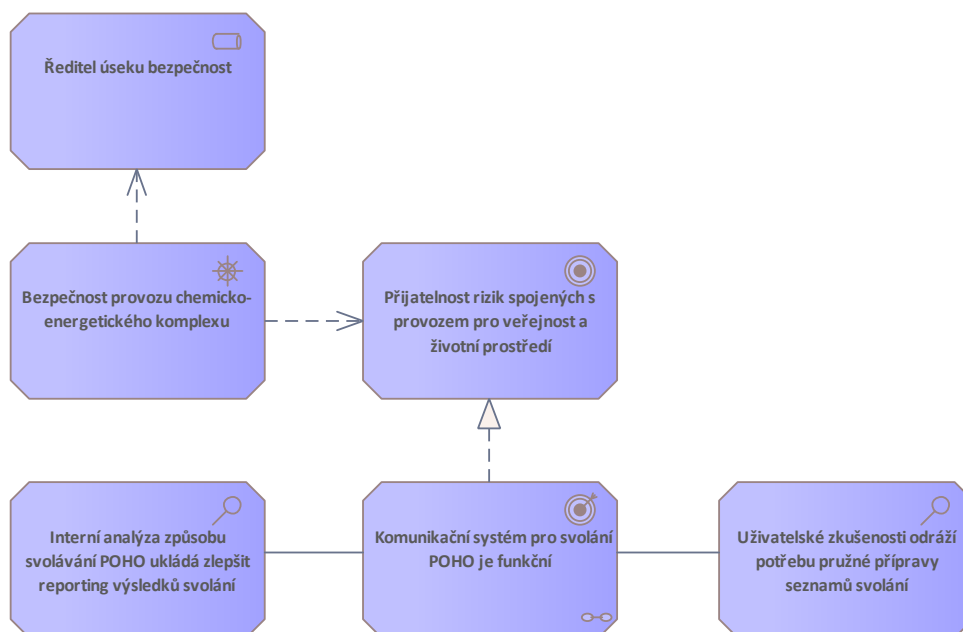 Ředitel úseku bezpečnost
Bezpečnost provozu chemicko-
energetického komplexu
Přijatelnost rizik spojených s
provozem pro veřejnost a
životní prostředí
Interní analýza způsobu
svolávání POHO ukládá zlepšit
reporting výsledků svolání
Komunikační systém pro svolání
POHO je funkční
Uživatelské zkušenosti odráží
potřebu pružné přípravy
seznamů svolání